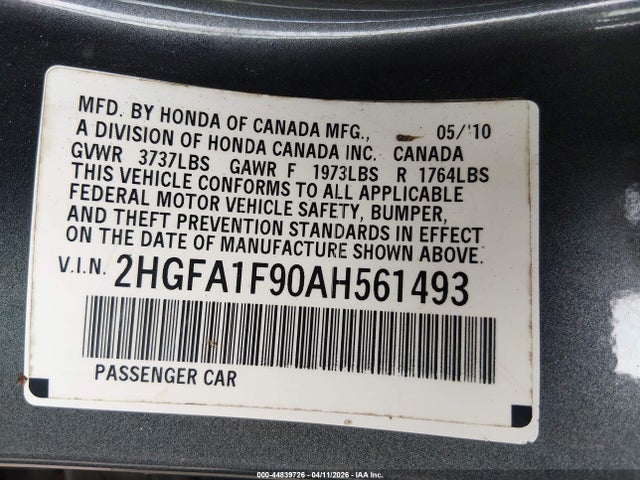 MFD. BY HONDA OF CANADA MFG., 05/'10
A DIVISION OF HONDA CANADA INC. CANADA
GVWR 3737LBS GAWR F 1973LBS R 1764LBS
THIS VEHICLE CONFORMS TO ALL APPLICABLE
FEDERAL MOTOR VEHICLE SAFETY, BUMPER,
AND THEFT PREVENTION STANDARDS IN EFFECT
ON THE DATE OF MANUFACTURE SHOWN ABOVE.
V.I.N. 2HGFA1F90AH561493
PASSENGER CAR
000-44839726 - 04/11/2026 - IAA Inc.